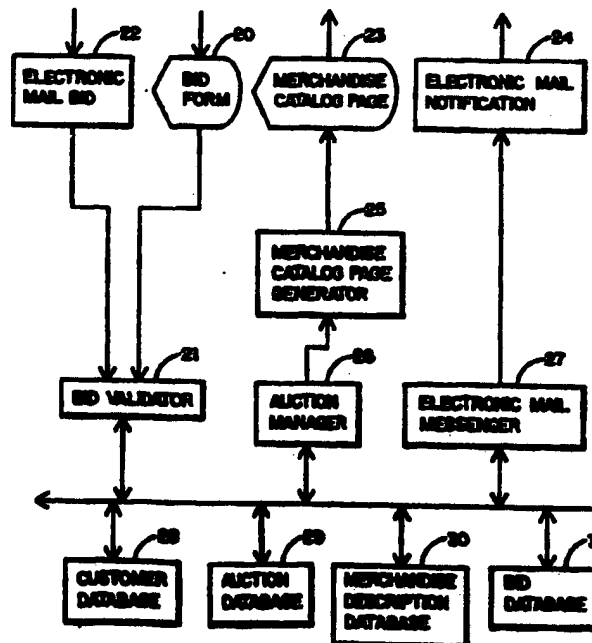 22
20
23
24
ELECTRONIC
MAIL BID
BID
FORM
MERCHANDISE
CATALOG PAGE
ELECTRONIC MAIL
NOTIFICATION
25
MERCHANDISE
CATALOG PAGE
GENERATOR
21
26
27
BID VALIDATOR
AUCTION
MANAGER
ELECTRONIC MAIL
MESSENGER
28
29
30
CUSTOMER
DATABASE
AUCTION
DATABASE
MERCHANDISE
DESCRIPTION
DATABASE
BID
DATABASE